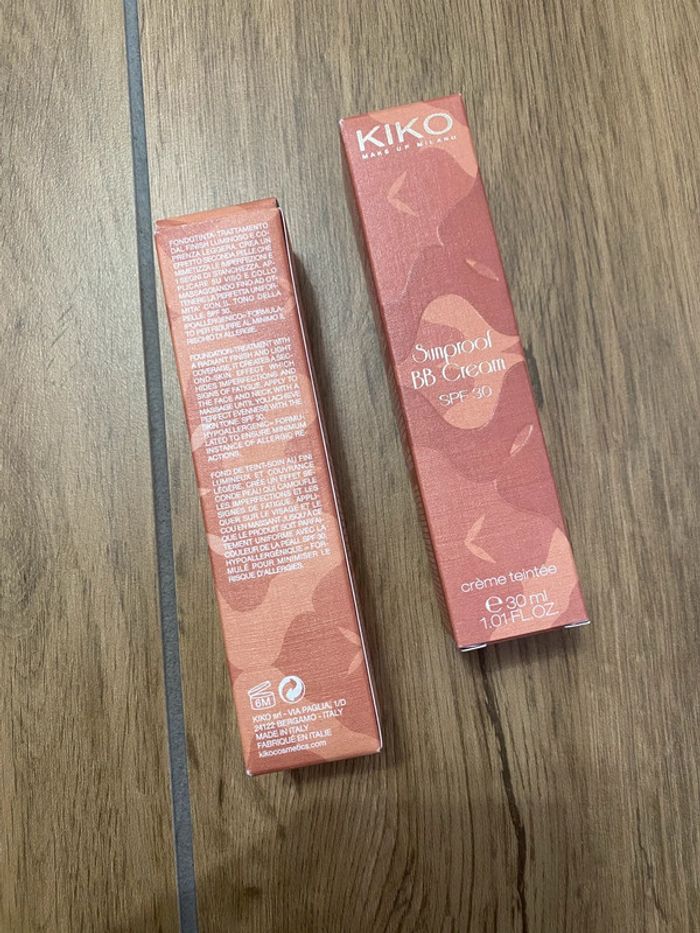 KIKO
MAKE UP MILANO
Sunproof
BB-Cream
SPF 30
crème teintée
e 30 ml
1.01 FL.OZ.
FONDOTINTA-TRATTAMENTO
DAL FINISH LUMINOSO E CO-
PRENZA LEGGERA. CREA UN
EFFETTO SECONDA PELLE CHE
MIMETIZZA LE IMPERFEZIONI E
I SEGNI DI STANCHEZZA. AP-
PLICARE SU VISO E COLLO
MASSAGGIANDO FINO AD OT-
TENERE LA PERFETTA UNIFOR-
MITA' CON IL TONO DELLA
PELLE. SPF 30.
IPOALLERGENICO= FORMULA-
TO PER RIDURRE AL MINIMO IL
RISCHIO DI ALLERGIE.
FOUNDATION-TREATMENT WITH
A RADIANT FINISH AND LIGHT
COVERAGE. IT CREATES A SEC-
OND-SKIN EFFECT WHICH
HIDES IMPERFECTIONS AND
SIGNS OF FATIGUE. APPLY TO
THE FACE AND NECK WITH A
MASSAGE UNTIL YOU ACHIEVE
PERFECT EVENNESS WITH THE
SKIN TONE. SPF 30.
HYPOALLERGENIC= FORMU-
LATED TO ENSURE MINIMUM
INSTANCE OF ALLERGIC RE-
ACTIONS.
FOND DE TEINT-SOIN AU FINI
LUMINEUX ET COUVRANCE
LÉGÈRE. CRÉE UN EFFET SE-
CONDE PEAU QUI CAMOUFLE
LES IMPERFECTIONS ET LES
SIGNES DE FATIGUE. APPLI-
QUER SUR LE VISAGE ET LE
COU EN MASSANT JUSQU'À CE
QUE LE PRODUIT SOIT PARFAI-
TEMENT UNIFORME AVEC LA
COULEUR DE LA PEAU. SPF 30.
HYPOALLERGÉNIQUE = FOR-
MULÉ POUR MINIMISER LE
RISQUE D'ALLERGIES.
6M
KIKO srl - VIA PAGLIA, 1/D
24122 BERGAMO - ITALY
MADE IN ITALY
FABRIQUÉ EN ITALIE
kikocosmetics.com